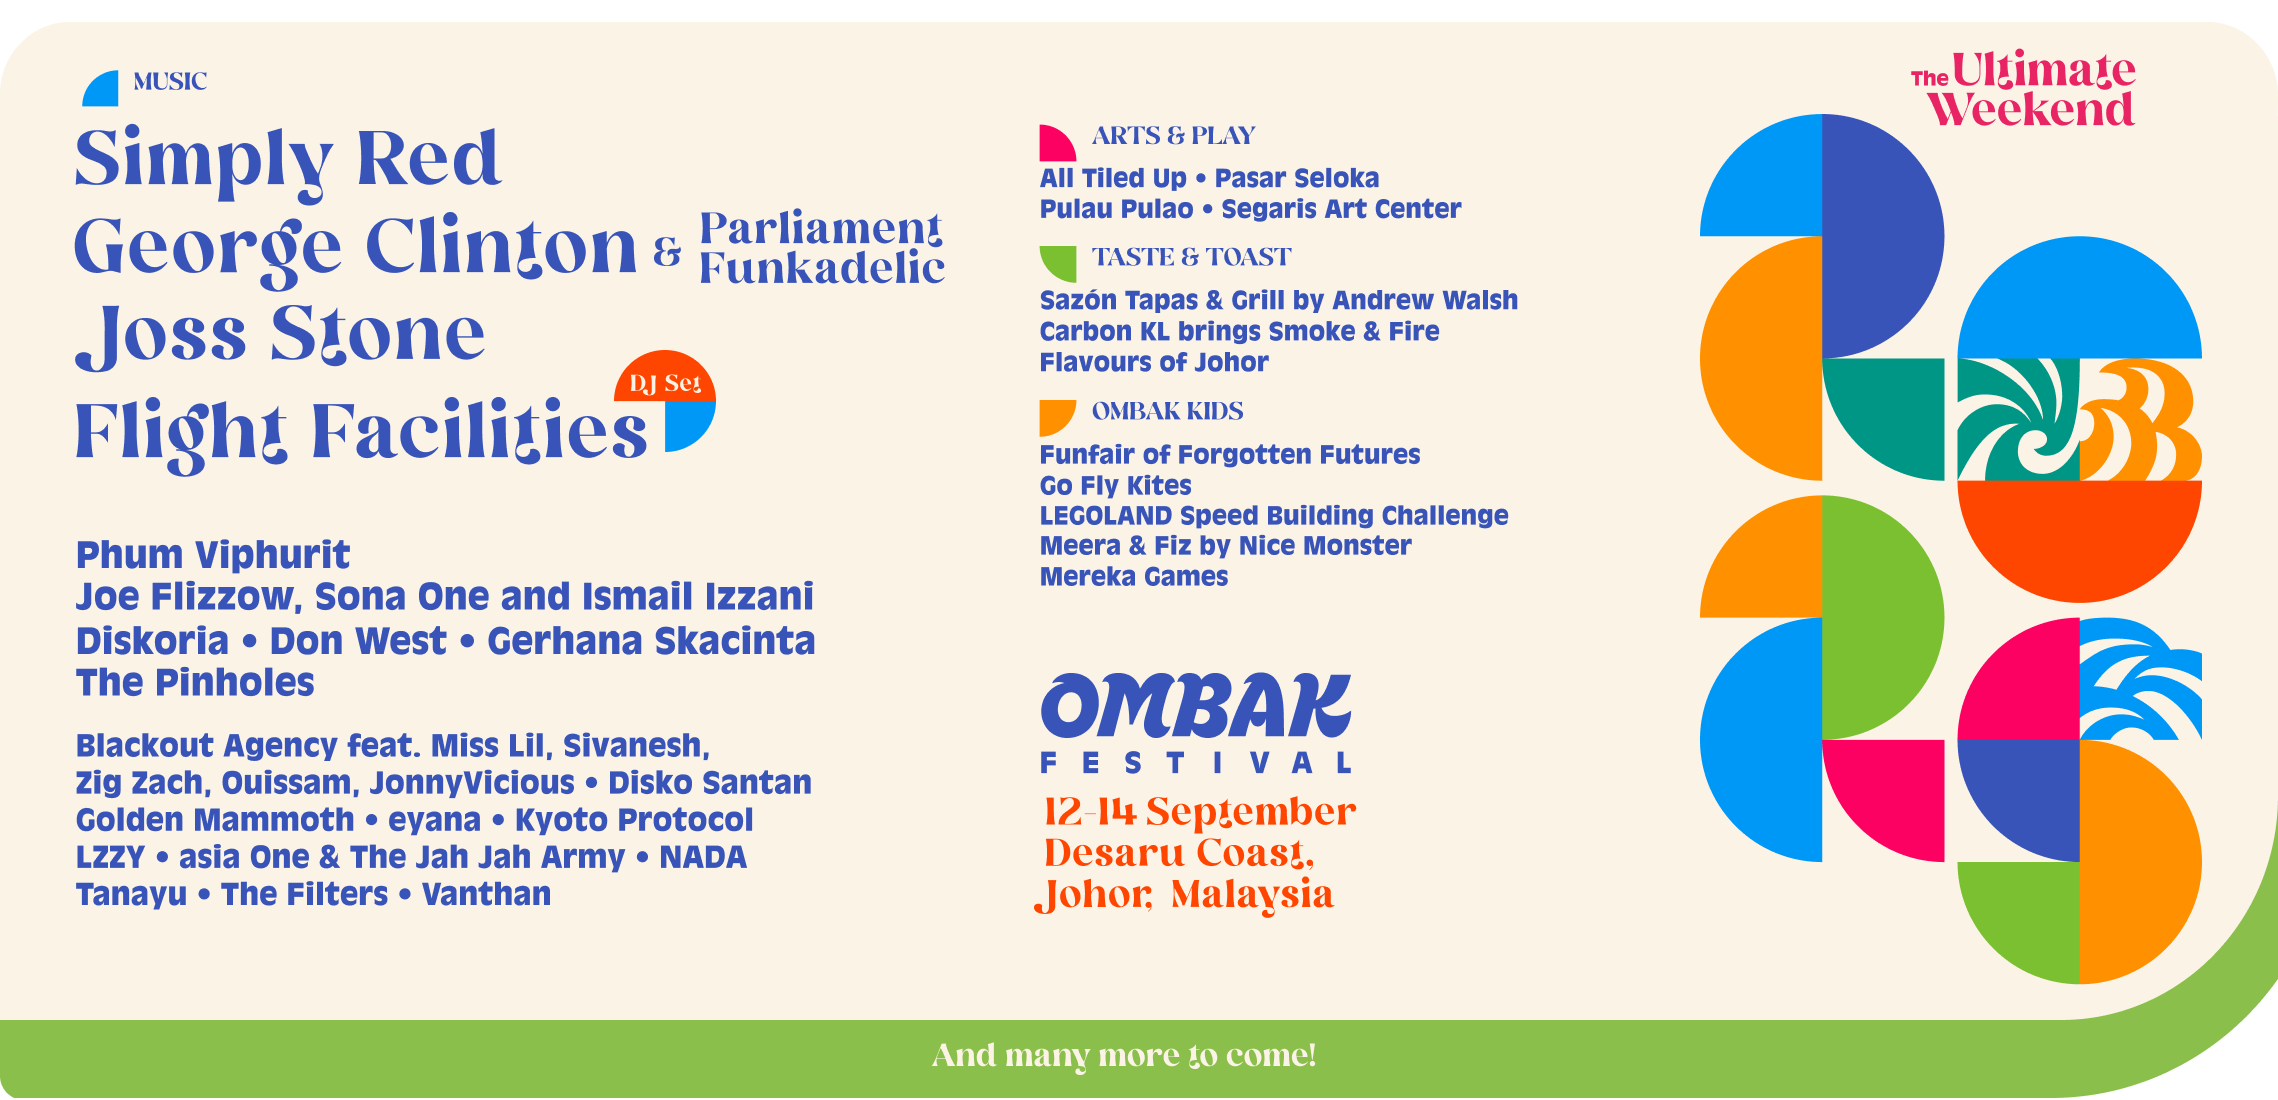 MUSIC
Simply Red
George Clinton & Parliament Funkadelic
Joss Stone
Flight Facilities
DJ Set
Phum Viphurit
Joe Flizzow, Sona One and Ismail Izzani
Diskoria • Don West • Gerhana Skacinta
The Pinholes
Blackout Agency feat. Miss Lil, Sivanesh,
Zig Zach, Ouissam, JonnyVicious • Disko Santan
Golden Mammoth • eyana • Kyoto Protocol
LZZY • asia One & The Jah Jah Army • NADA
Tanayu • The Filters • Vanthan
ARTS & PLAY
All Tiled Up • Pasar Seloka
Pulau Pulao • Segaris Art Center
TASTE & TOAST
Sazón Tapas & Grill by Andrew Walsh
Carbon KL brings Smoke & Fire
Flavours of Johor
OMBAK KIDS
Funfair of Forgotten Futures
Go Fly Kites
LEGOLAND Speed Building Challenge
Meera & Fiz by Nice Monster
Mereka Games
OMBAK
FESTIVAL
12-14 September
Desaru Coast,
Johor, Malaysia
The Ultimate
Weekend
And many more to come!